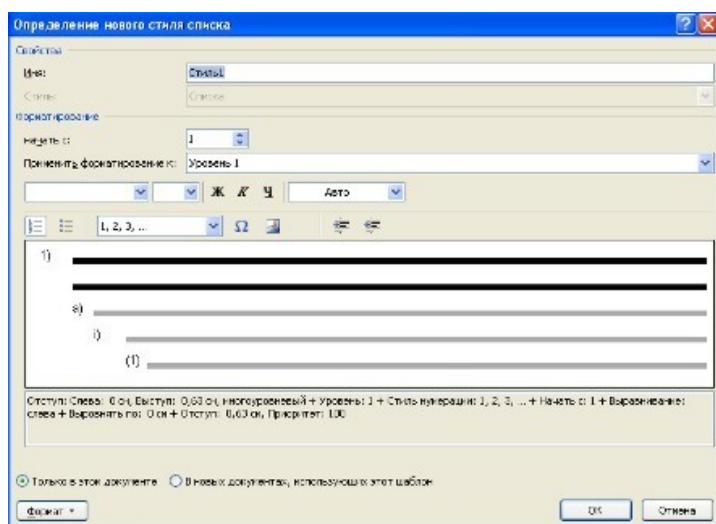 Определение нового стиля списка
Свойства
Имя: Стиль1
Стиль: Списка
Форматирование
начать с: 1
Применить форматирование к: Уровень 1
Ж К Ч Авто
1, 2, 3, ... Ω
1)
a)
i)
(1)
Отступ: Слева: 0 см, Выступ: 0,63 см, многоуровневый + Уровень: 1 + Стиль нумерации: 1, 2, 3, ... + Начать с: 1 + Выравнивание:
слева + Выровнять по: 0 см + Отступ: 0,63 см, Приоритет: 100
Только в этом документе В новых документах, использующих этот шаблон
Формат ОК Отмена